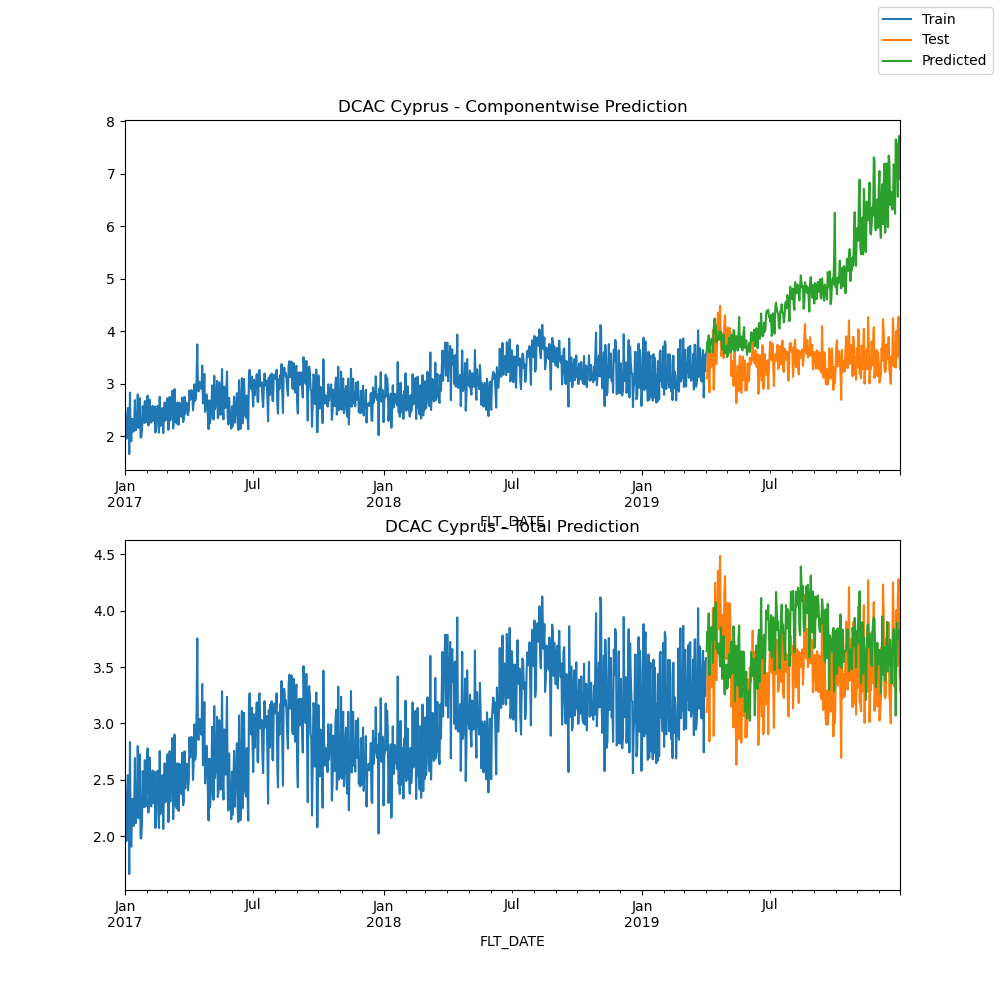 Train
Test
Predicted
DCAC Cyprus - Componentwise Prediction
8
7
6
5
4
3
2
Jan Jul Jan Jul Jan Jul
2017 2018 2019
FLT_DATE
DCAC Cyprus - Total Prediction
4.5
4.0
3.5
3.0
2.5
2.0
Jan Jul Jan Jul Jan Jul
2017 2018 2019
FLT_DATE